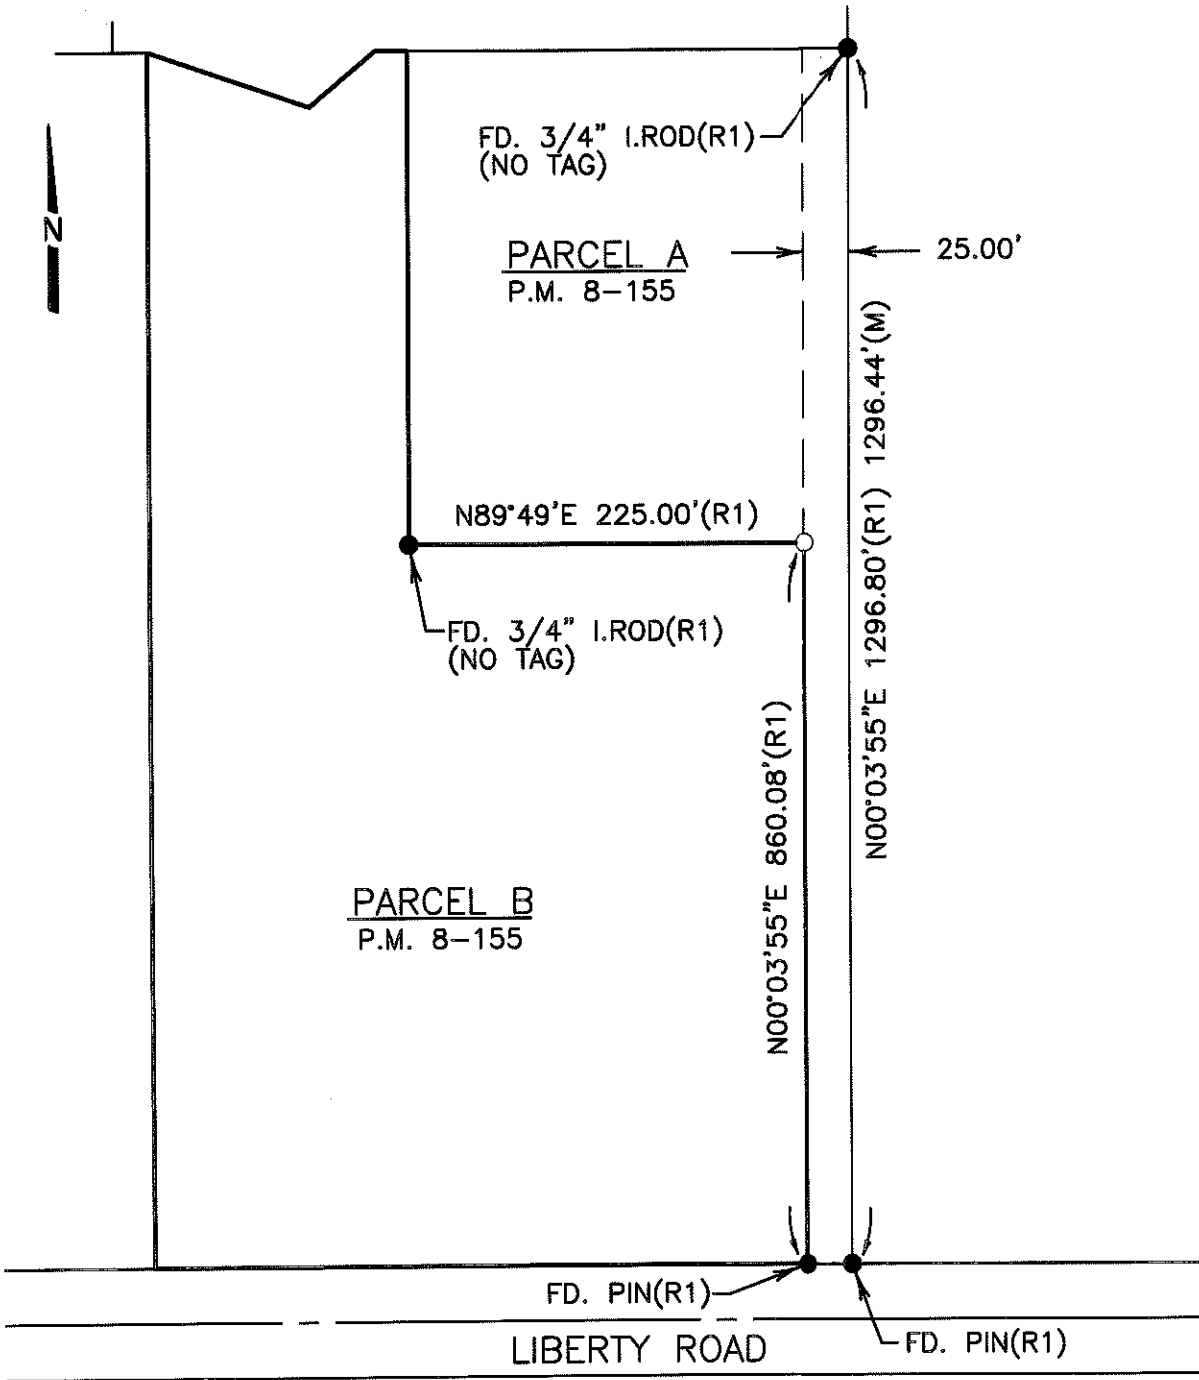 FD. 3/4" I.ROD(R1)
(NO TAG)
N
PARCEL A
P.M. 8-155
25.00'
N00°03'55"E 1296.80'(R1) 1296.44'(M)
N89°49'E 225.00'(R1)
FD. 3/4" I.ROD(R1)
(NO TAG)
N00°03'55"E 860.08'(R1)
PARCEL B
P.M. 8-155
FD. PIN(R1)
FD. PIN(R1)
LIBERTY ROAD